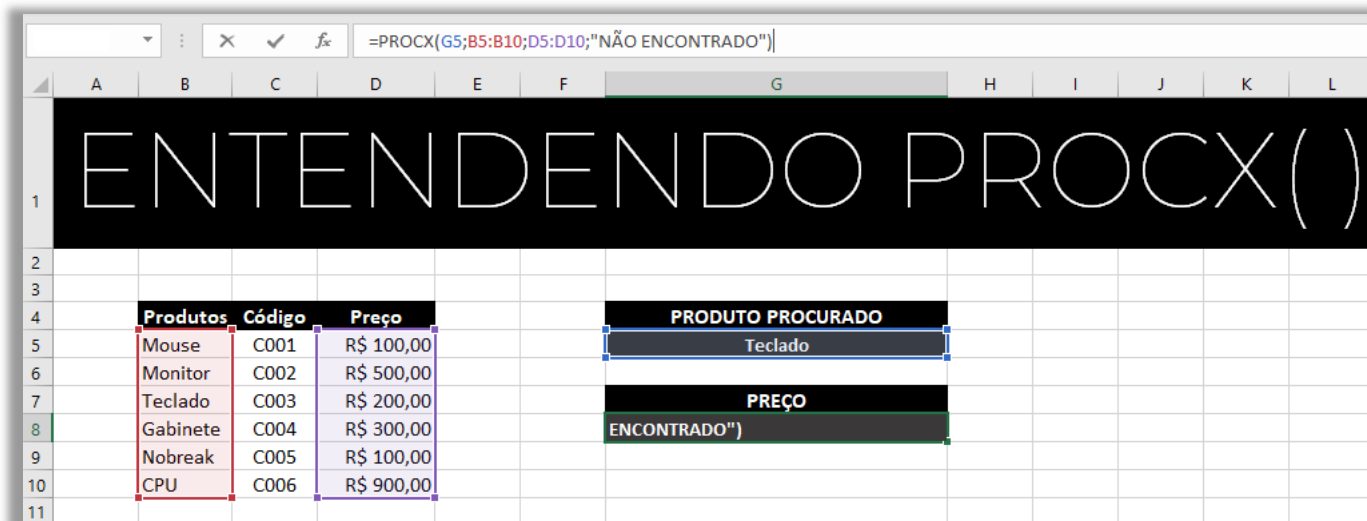 fx =PROCX(G5;B5:B10;D5:D10;"NÃO ENCONTRADO")
A B C D E F G H I J K L
1 ENTENDENDO PROCX( )
2
3
4 Produtos Código Preço PRODUTO PROCURADO
5 Mouse C001 R$ 100,00 Teclado
6 Monitor C002 R$ 500,00
7 Teclado C003 R$ 200,00 PREÇO
8 Gabinete C004 R$ 300,00 ENCONTRADO")
9 Nobreak C005 R$ 100,00
10 CPU C006 R$ 900,00
11